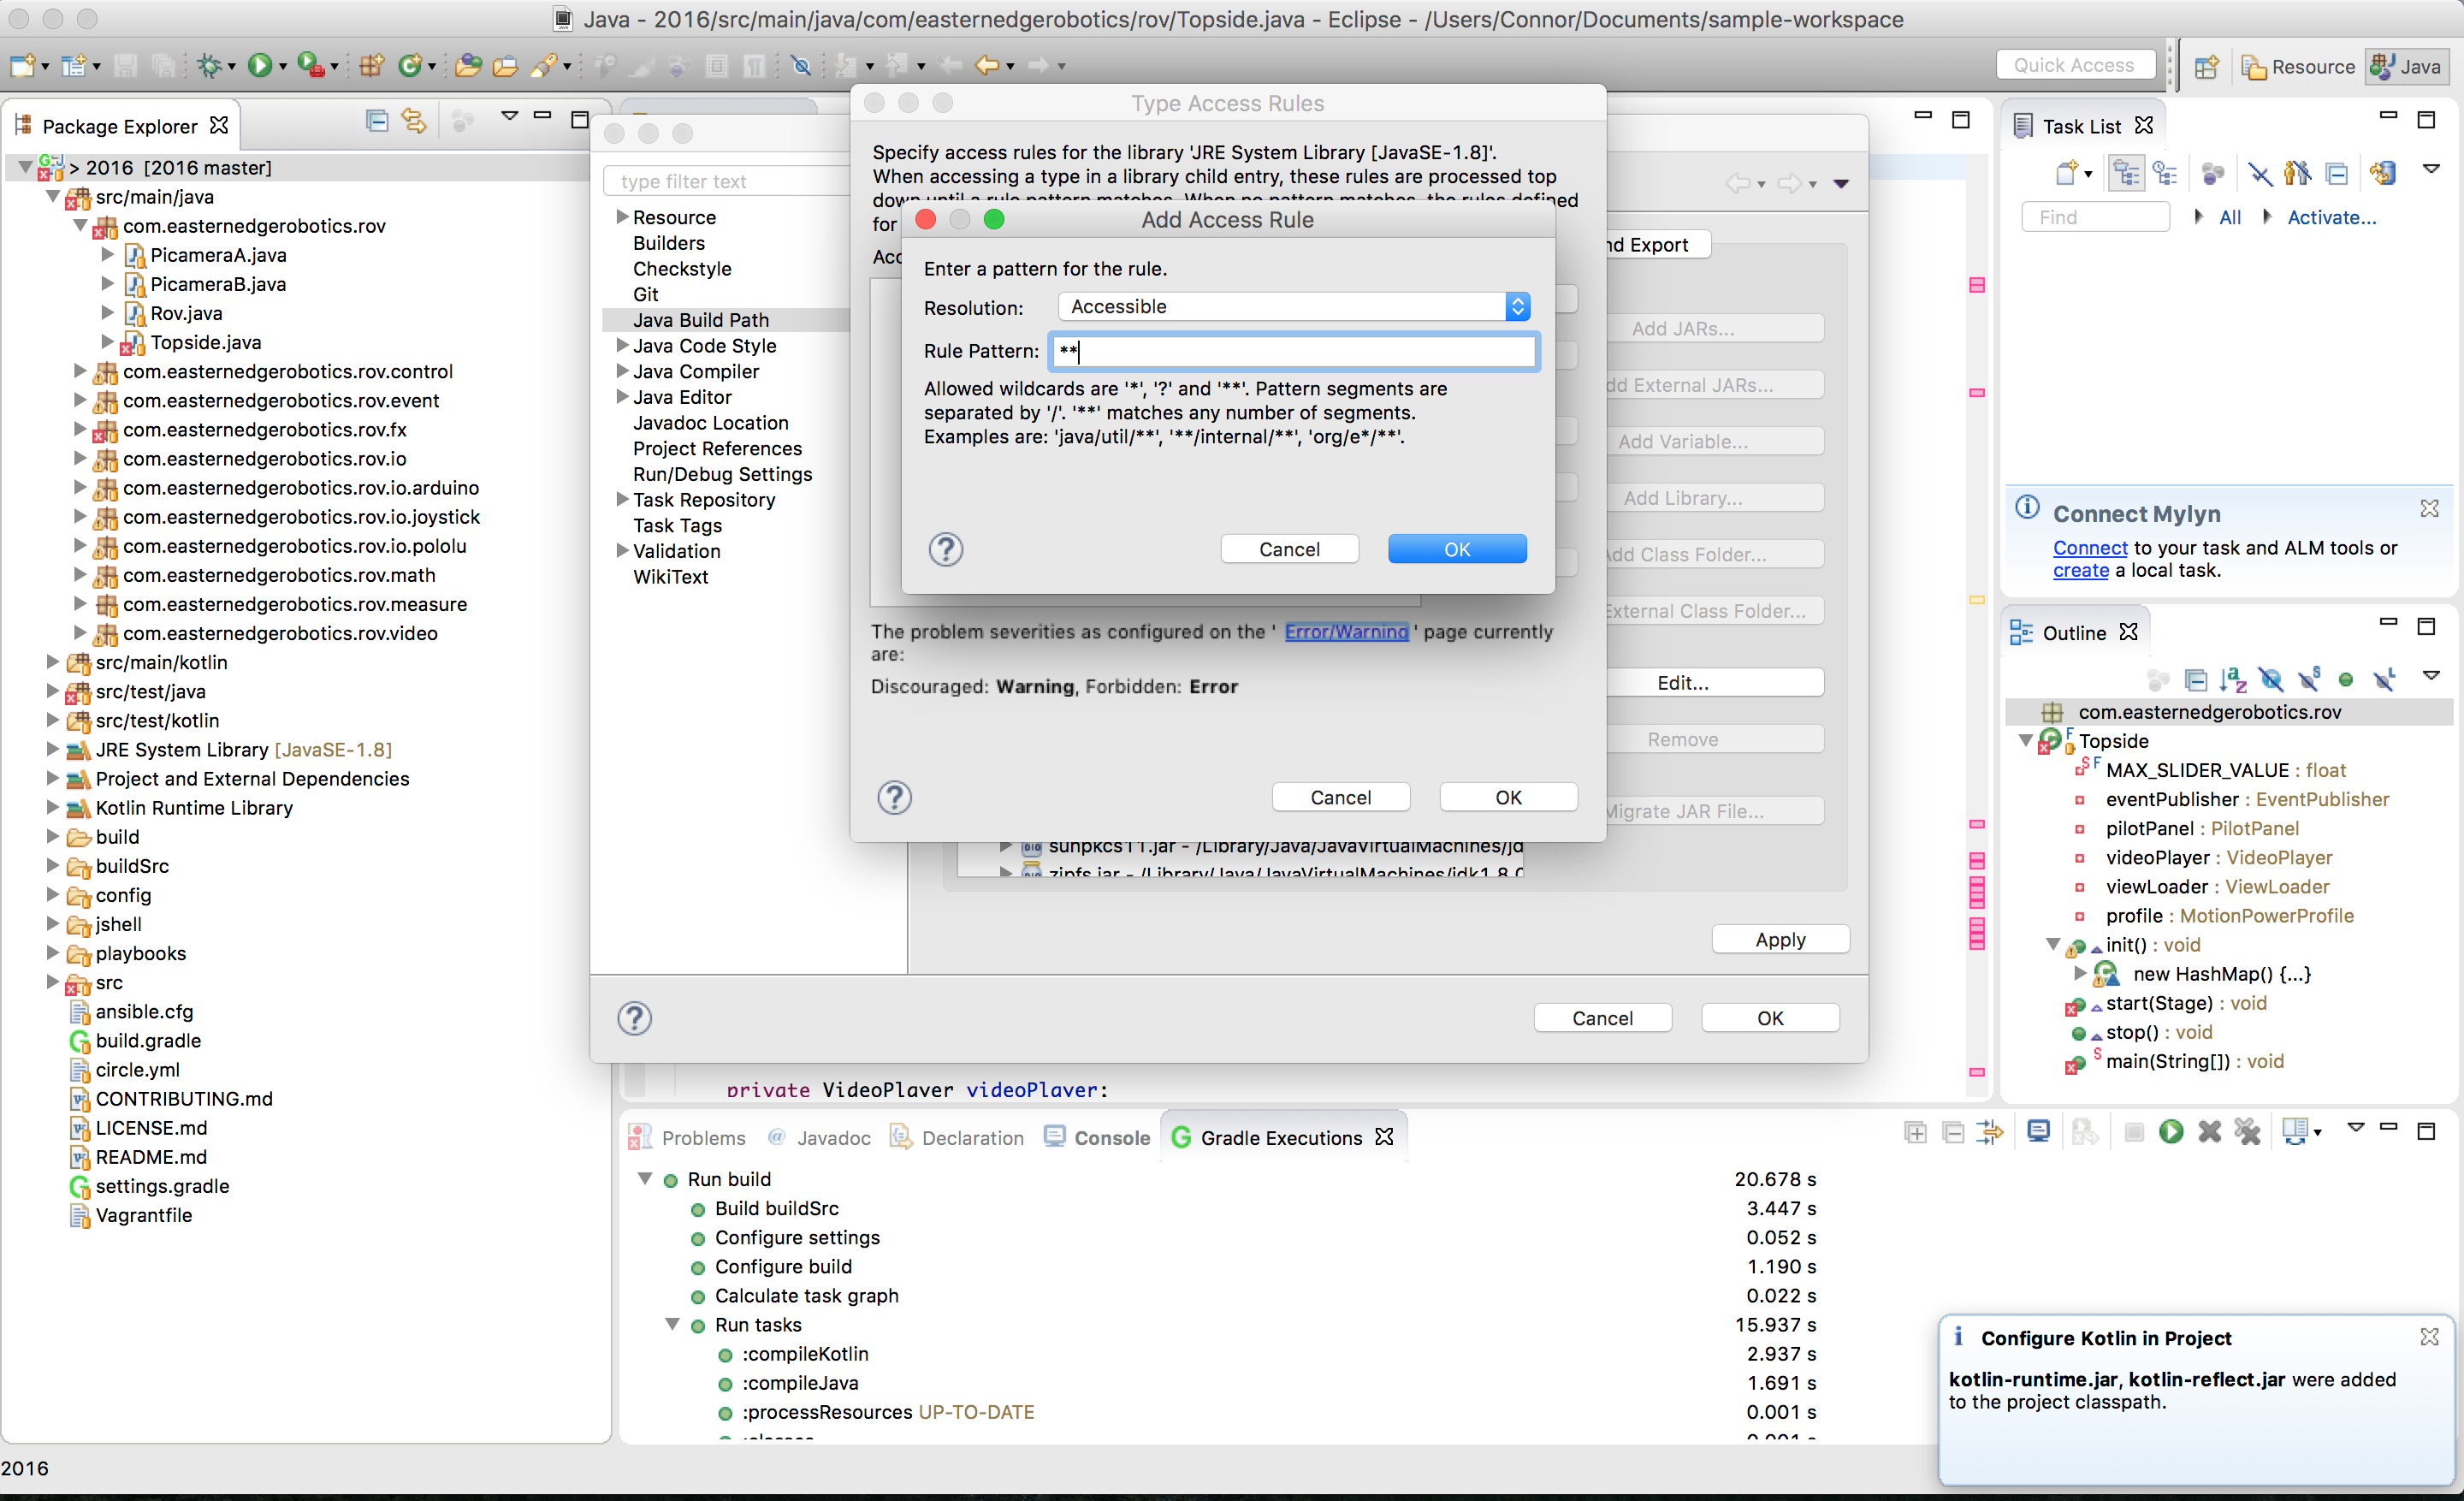 Java - 2016/src/main/java/com/easternedgerobotics/rov/Topside.java - Eclipse - /Users/Connor/Documents/sample-workspace
Quick Access
Resource
Java
Package Explorer
> 2016 [2016 master]
src/main/java
com.easternedgerobotics.rov
PicameraA.java
PicameraB.java
Rov.java
Topside.java
com.easternedgerobotics.rov.control
com.easternedgerobotics.rov.event
com.easternedgerobotics.rov.fx
com.easternedgerobotics.rov.io
com.easternedgerobotics.rov.io.arduino
com.easternedgerobotics.rov.io.joystick
com.easternedgerobotics.rov.io.pololu
com.easternedgerobotics.rov.math
com.easternedgerobotics.rov.measure
com.easternedgerobotics.rov.video
src/main/kotlin
src/test/java
src/test/kotlin
JRE System Library [JavaSE-1.8]
Project and External Dependencies
Kotlin Runtime Library
build
buildSrc
config
jshell
playbooks
src
ansible.cfg
build.gradle
circle.yml
CONTRIBUTING.md
LICENSE.md
README.md
settings.gradle
Vagrantfile
2016
type filter text
Resource
Builders
Checkstyle
Git
Java Build Path
Java Code Style
Java Compiler
Java Editor
Javadoc Location
Project References
Run/Debug Settings
Task Repository
Task Tags
Validation
WikiText
Type Access Rules
Specify access rules for the library 'JRE System Library [JavaSE-1.8]'.
When accessing a type in a library child entry, these rules are processed top
down until a rule pattern matches. When no pattern matches, the rules defined
for
Add Access Rule
Enter a pattern for the rule.
Resolution: Accessible
Rule Pattern: **
Allowed wildcards are '*', '?' and '**'. Pattern segments are
separated by '/'. '**' matches any number of segments.
Examples are: 'java/util/**', '**/internal/**', 'org/e*/**'.
Cancel
OK
The problem severities as configured on the ' Error/Warning ' page currently
are:
Discouraged: Warning, Forbidden: Error
Cancel
OK
Export
Add JARs...
External JARs...
Add Variable...
Add Library...
Class Folder...
External Class Folder...
Edit...
Remove
Migrate JAR File...
sunpkcs11.jar - /Library/Java/JavaVirtualMachines/jd
zipfs.jar - /Library/Java/JavaVirtualMachines/jdk1.8.0
Apply
Cancel
OK
private VideoPlayer videoPlayer;
Task List
Find
All
Activate...
Connect Mylyn
Connect to your task and ALM tools or
create a local task.
Outline
com.easternedgerobotics.rov
Topside
MAX_SLIDER_VALUE : float
eventPublisher : EventPublisher
pilotPanel : PilotPanel
videoPlayer : VideoPlayer
viewLoader : ViewLoader
profile : MotionPowerProfile
init() : void
new HashMap() {...}
start(Stage) : void
stop() : void
main(String[]) : void
Problems
Javadoc
Declaration
Console
Gradle Executions
Run build 20.678 s
Build buildSrc 3.447 s
Configure settings 0.052 s
Configure build 1.190 s
Calculate task graph 0.022 s
Run tasks 15.937 s
:compileKotlin 2.937 s
:compileJava 1.691 s
:processResources UP-TO-DATE 0.001 s
Configure Kotlin in Project
kotlin-runtime.jar, kotlin-reflect.jar were added
to the project classpath.